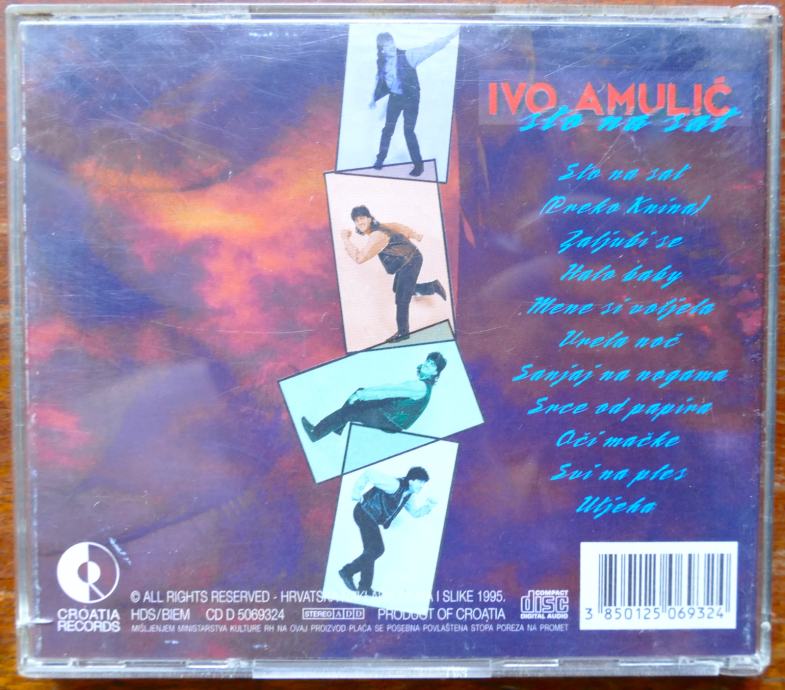 IVO AMULIĆ
sto na sat
Sto na sat
(Preko Knina)
Zaljubi se
Halo baby
Mene si voljela
Vrela noć
Sanjaj na nogama
Srce od papira
Oči mačke
Svi na ples
Utjeha
CROATIA
RECORDS
© ALL RIGHTS RESERVED - HRVATSKA I SLIKE 1995.
HDS/BIEM CD D 5069324 STEREO ADD PRODUCT OF CROATIA
MIŠLJENJEM MINISTARSTVA KULTURE RH NA OVAJ PROIZVOD PLAĆA SE POSEBNA POVLAŠTENA STOPA POREZA NA PROMET
COMPACT
disc
DIGITAL AUDIO
3 850125 069324